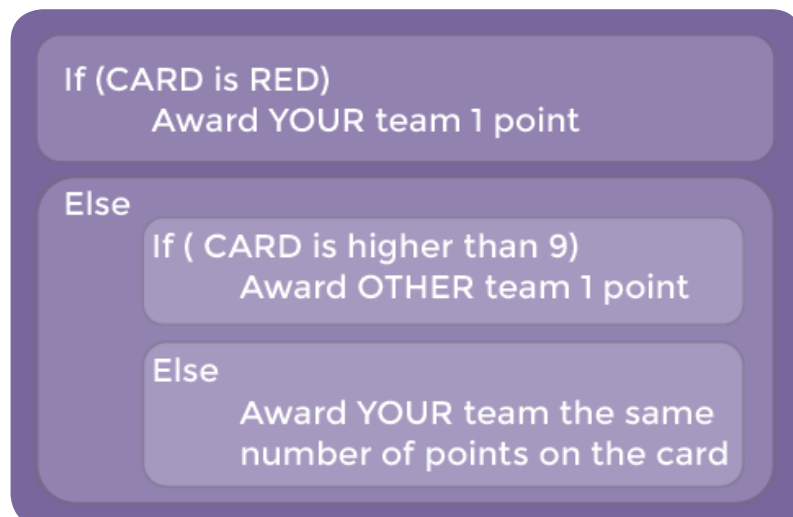 If (CARD is RED)
Award YOUR team 1 point
Else
If ( CARD is higher than 9)
Award OTHER team 1 point
Else
Award YOUR team the same
number of points on the card